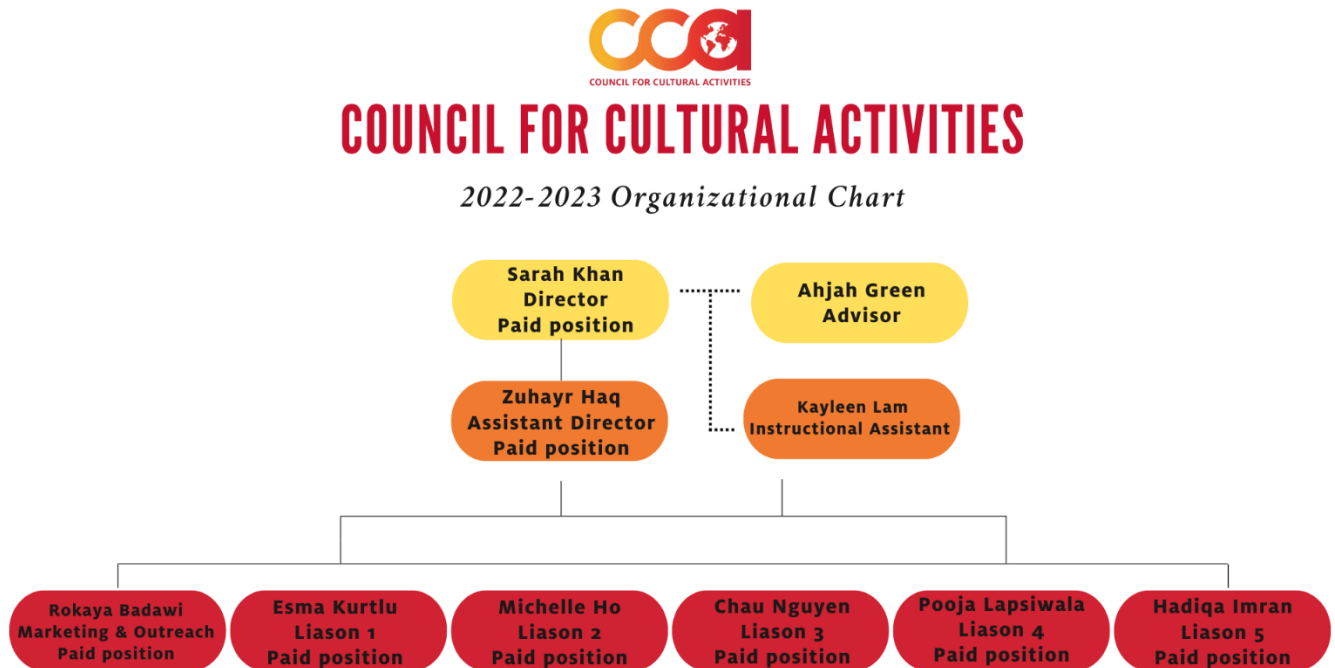 cca
COUNCIL FOR CULTURAL ACTIVITIES
COUNCIL FOR CULTURAL ACTIVITIES
2022-2023 Organizational Chart
Sarah Khan
Director
Paid position
Ahjah Green
Advisor
Zuhayr Haq
Assistant Director
Paid position
Kayleen Lam
Instructional Assistant
Rokaya Badawi
Marketing & Outreach
Paid position
Esma Kurtlu
Liason 1
Paid position
Michelle Ho
Liason 2
Paid position
Chau Nguyen
Liason 3
Paid position
Pooja Lapsiwala
Liason 4
Paid position
Hadiqa Imran
Liason 5
Paid position